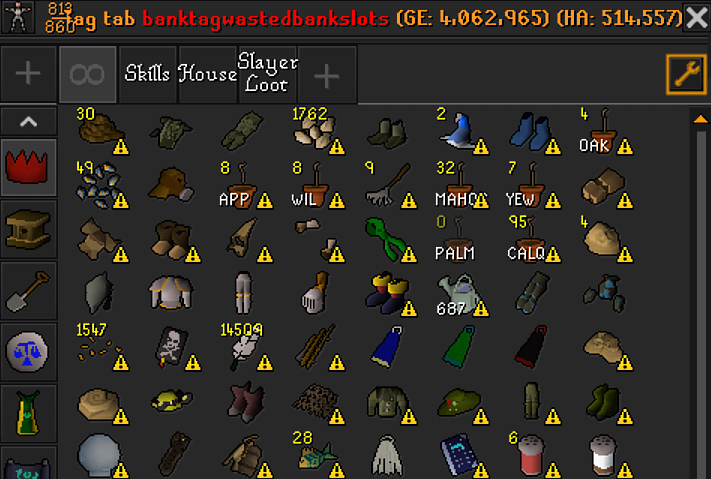 813
860
Tag tab banktagwastedbankslots (GE: 4,062,965) (HA: 514,557)
Skills House Slayer Loot
30 1762 2 4
OAK
49 8 8 9 32 7
APP WIL MAHO YEW
0 95 4
PALM CALQ
687
1547 14509
28 6